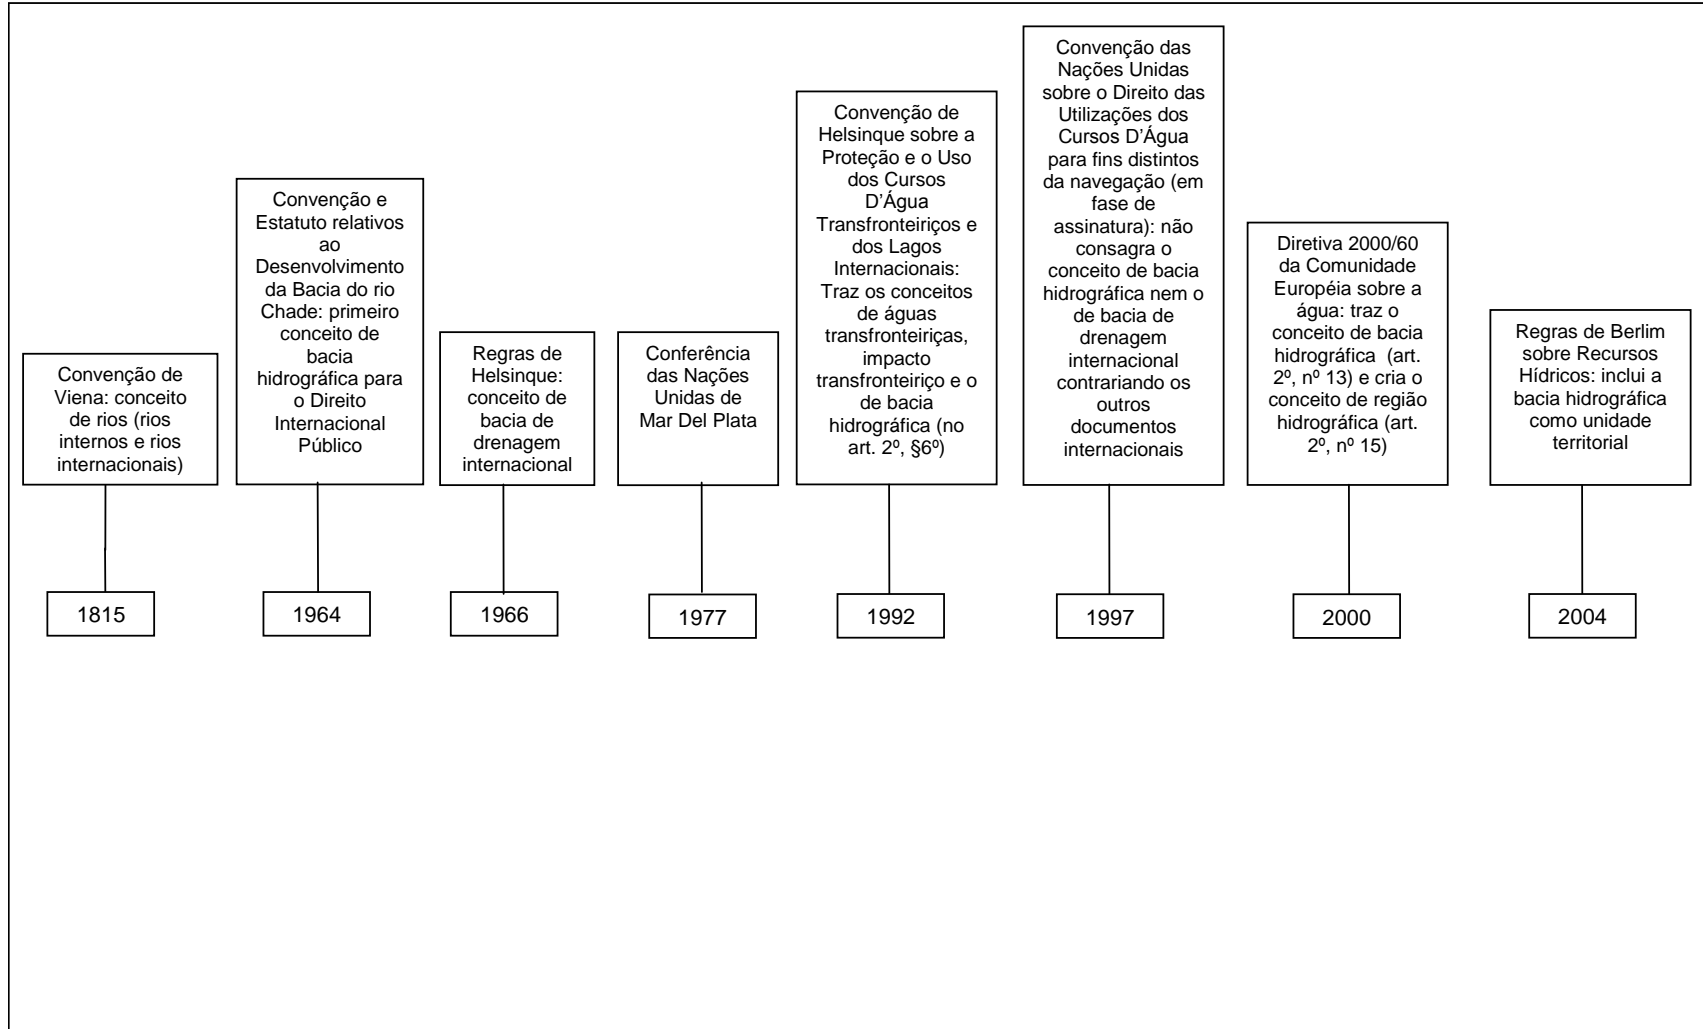 Convenção de
Viena: conceito
de rios (rios
internos e rios
internacionais)
Convenção e
Estatuto relativos
ao
Desenvolvimento
da Bacia do rio
Chade: primeiro
conceito de
bacia
hidrográfica para
o Direito
Internacional
Público
Regras de
Helsinque:
conceito de
bacia de
drenagem
internacional
Conferência
das Nações
Unidas de
Mar Del Plata
Convenção de
Helsinque sobre a
Proteção e o Uso
dos Cursos
D’Água
Transfronteiriços e
dos Lagos
Internacionais:
Traz os conceitos
de águas
transfronteiriças,
impacto
transfronteiriço e o
de bacia
hidrográfica (no
art. 2º, §6º)
Convenção das
Nações Unidas
sobre o Direito das
Utilizações dos
Cursos D’Água
para fins distintos
da navegação (em
fase de
assinatura): não
consagra o
conceito de bacia
hidrográfica nem o
de bacia de
drenagem
internacional
contrariando os
outros
documentos
internacionais
Diretiva 2000/60
da Comunidade
Européia sobre a
água: traz o
conceito de bacia
hidrográfica (art.
2º, nº 13) e cria o
conceito de região
hidrográfica (art.
2º, nº 15)
Regras de Berlim
sobre Recursos
Hídricos: inclui a
bacia hidrográfica
como unidade
territorial
1815
1964
1966
1977
1992
1997
2000
2004